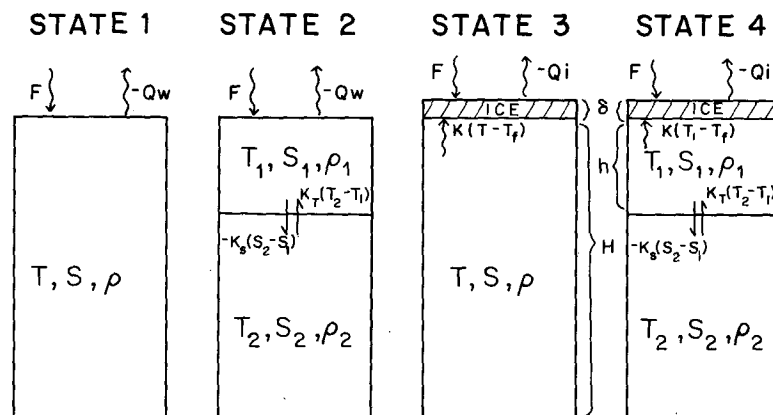 STATE 1 STATE 2 STATE 3 STATE 4
F -Qw F -Qw F -Qi F -Qi
ICE δ ICE
K(T-Tf) K(T1-Tf)
T1, S1, ρ1 h T1, S1, ρ1
KT(T2-T1) KT(T2-T1)
-Ks(S2-S1) H -Ks(S2-S1)
T, S, ρ T, S, ρ
T2, S2, ρ2 T2, S2, ρ2